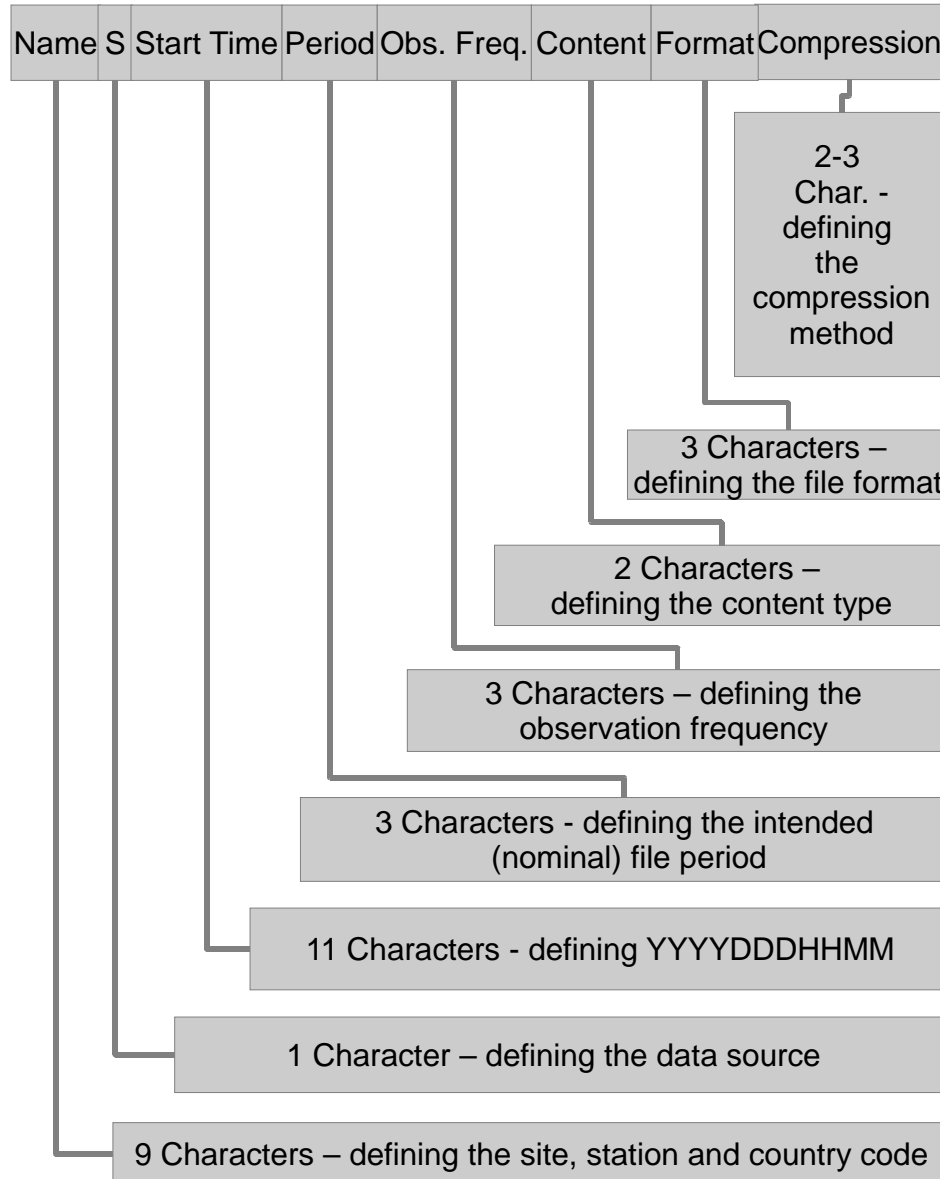 Name S Start Time Period Obs. Freq. Content Format Compression
2-3
Char. -
defining
the
compression
method
3 Characters –
defining the file format
2 Characters –
defining the content type
3 Characters – defining the
observation frequency
3 Characters - defining the intended
(nominal) file period
11 Characters - defining YYYYDDDHHMM
1 Character – defining the data source
9 Characters – defining the site, station and country code